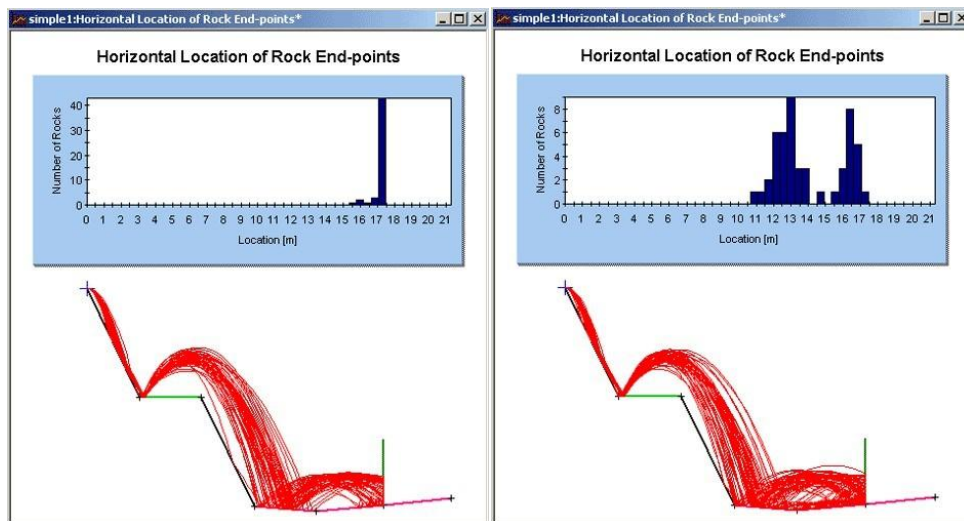 simple1:Horizontal Location of Rock End-points*
Horizontal Location of Rock End-points
Number of Rocks
40
30
20
10
0
0 1 2 3 4 5 6 7 8 9 10 11 12 13 14 15 16 17 18 19 20 21
Location [m]
simple1:Horizontal Location of Rock End-points*
Horizontal Location of Rock End-points
Number of Rocks
8
6
4
2
0
0 1 2 3 4 5 6 7 8 9 10 11 12 13 14 15 16 17 18 19 20 21
Location [m]